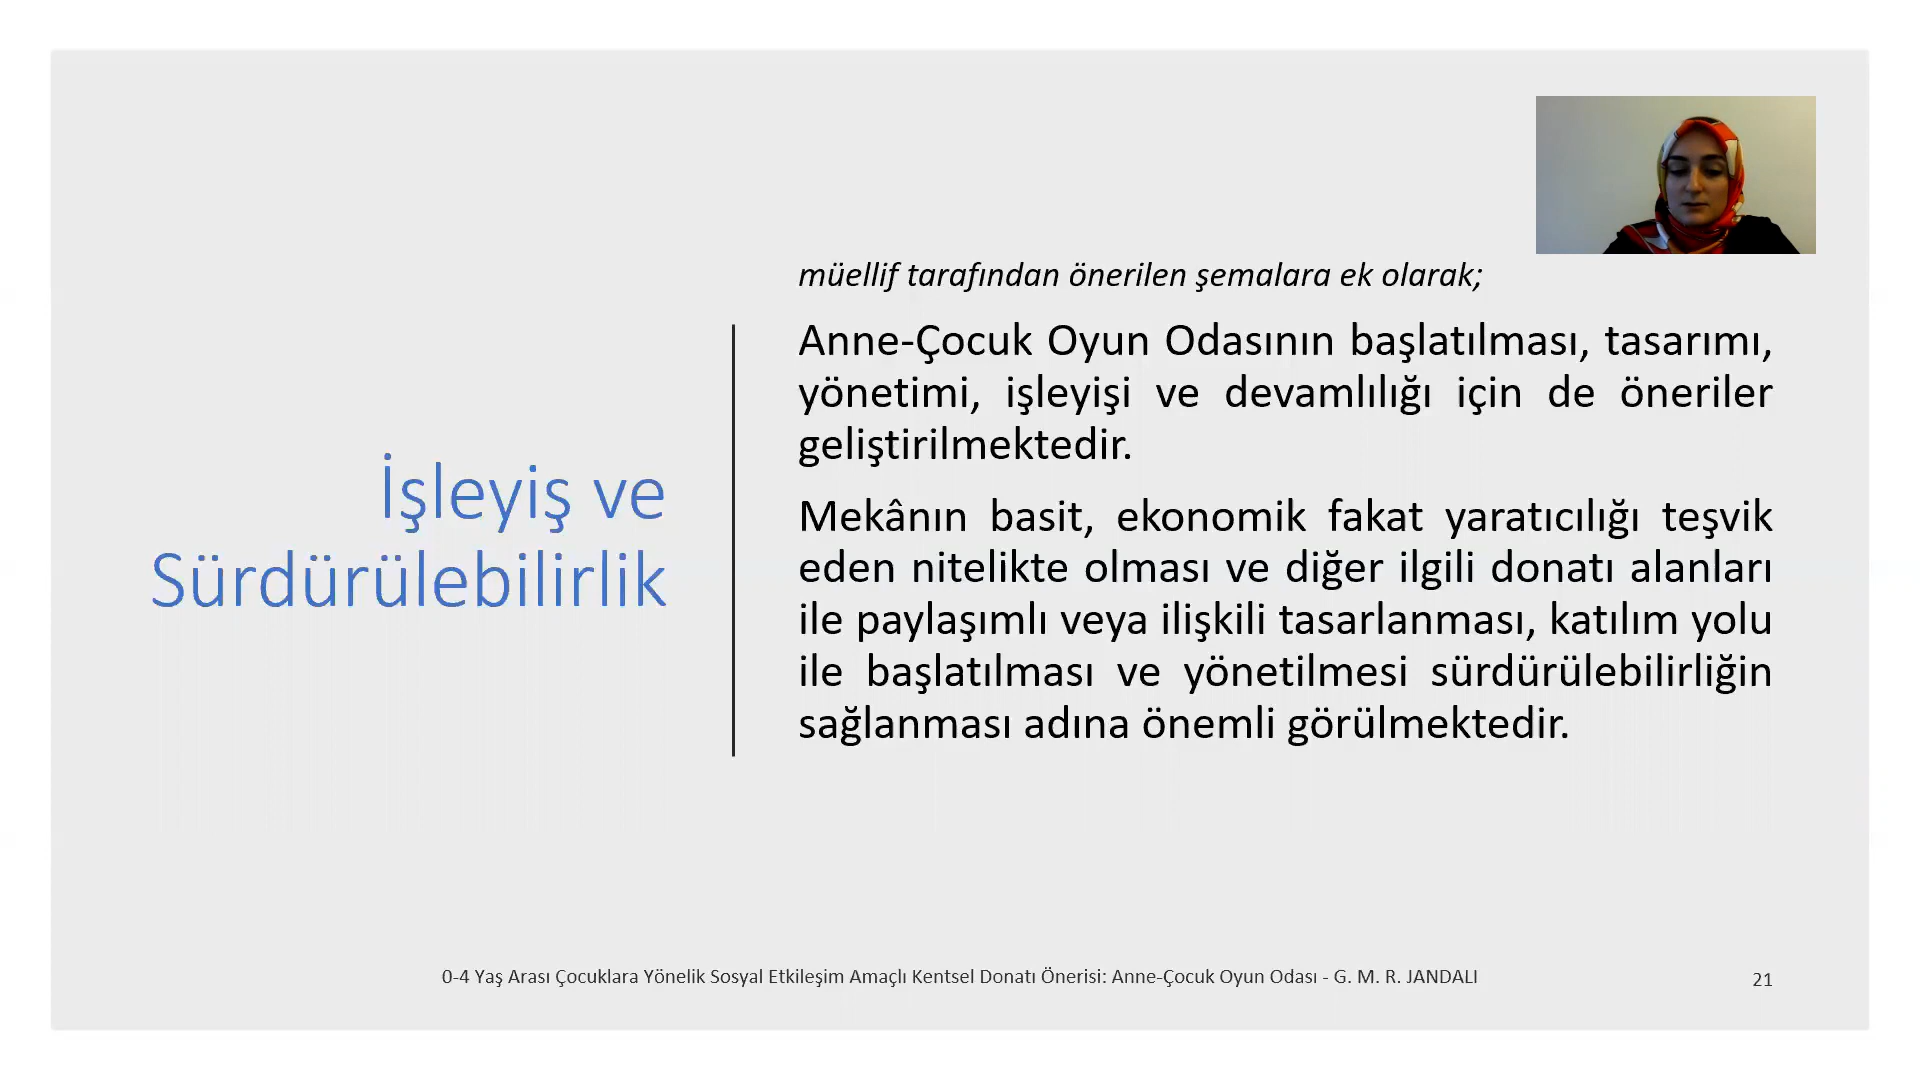 İşleyiş ve
Sürdürülebilirlik
müellif tarafından önerilen şemalara ek olarak;
Anne-Çocuk Oyun Odasının başlatılması, tasarımı,
yönetimi, işleyişi ve devamlılığı için de öneriler
geliştirilmektedir.
Mekânın basit, ekonomik fakat yaratıcılığı teşvik
eden nitelikte olması ve diğer ilgili donatı alanları
ile paylaşımlı veya ilişkili tasarlanması, katılım yolu
ile başlatılması ve yönetilmesi sürdürülebilirliğin
sağlanması adına önemli görülmektedir.
0-4 Yaş Arası Çocuklara Yönelik Sosyal Etkileşim Amaçlı Kentsel Donatı Önerisi: Anne-Çocuk Oyun Odası - G. M. R. JANDALI
21